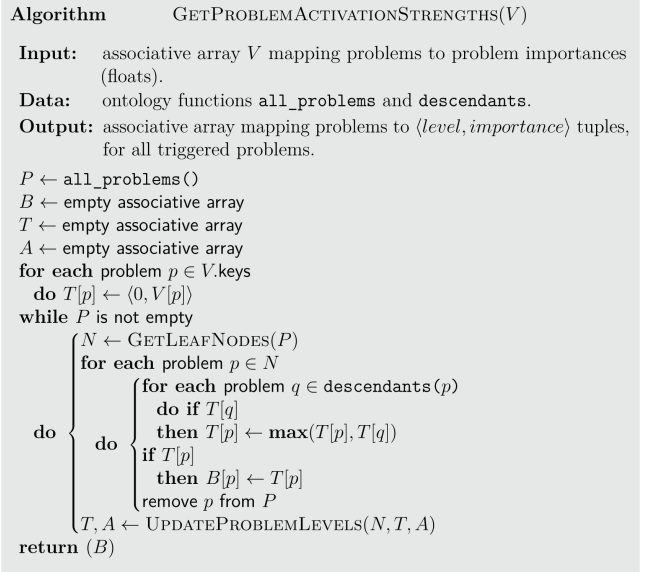 Algorithm GETPROBLEMACTIVATIONSTRENGTHS(V)
Input: associative array V mapping problems to problem importances
(floats).
Data: ontology functions all_problems and descendants.
Output: associative array mapping problems to ⟨level, importance⟩ tuples,
for all triggered problems.
P ← all_problems()
B ← empty associative array
T ← empty associative array
A ← empty associative array
for each problem p ∈ V.keys
do T[p] ← ⟨0, V[p]⟩
while P is not empty
N ← GETLEAFNODES(P)
for each problem p ∈ N
for each problem q ∈ descendants(p)
do if T[q]
do do then T[p] ← max(T[p], T[q])
if T[p]
then B[p] ← T[p]
remove p from P
T, A ← UPDATEPROBLEMLEVELS(N, T, A)
return (B)